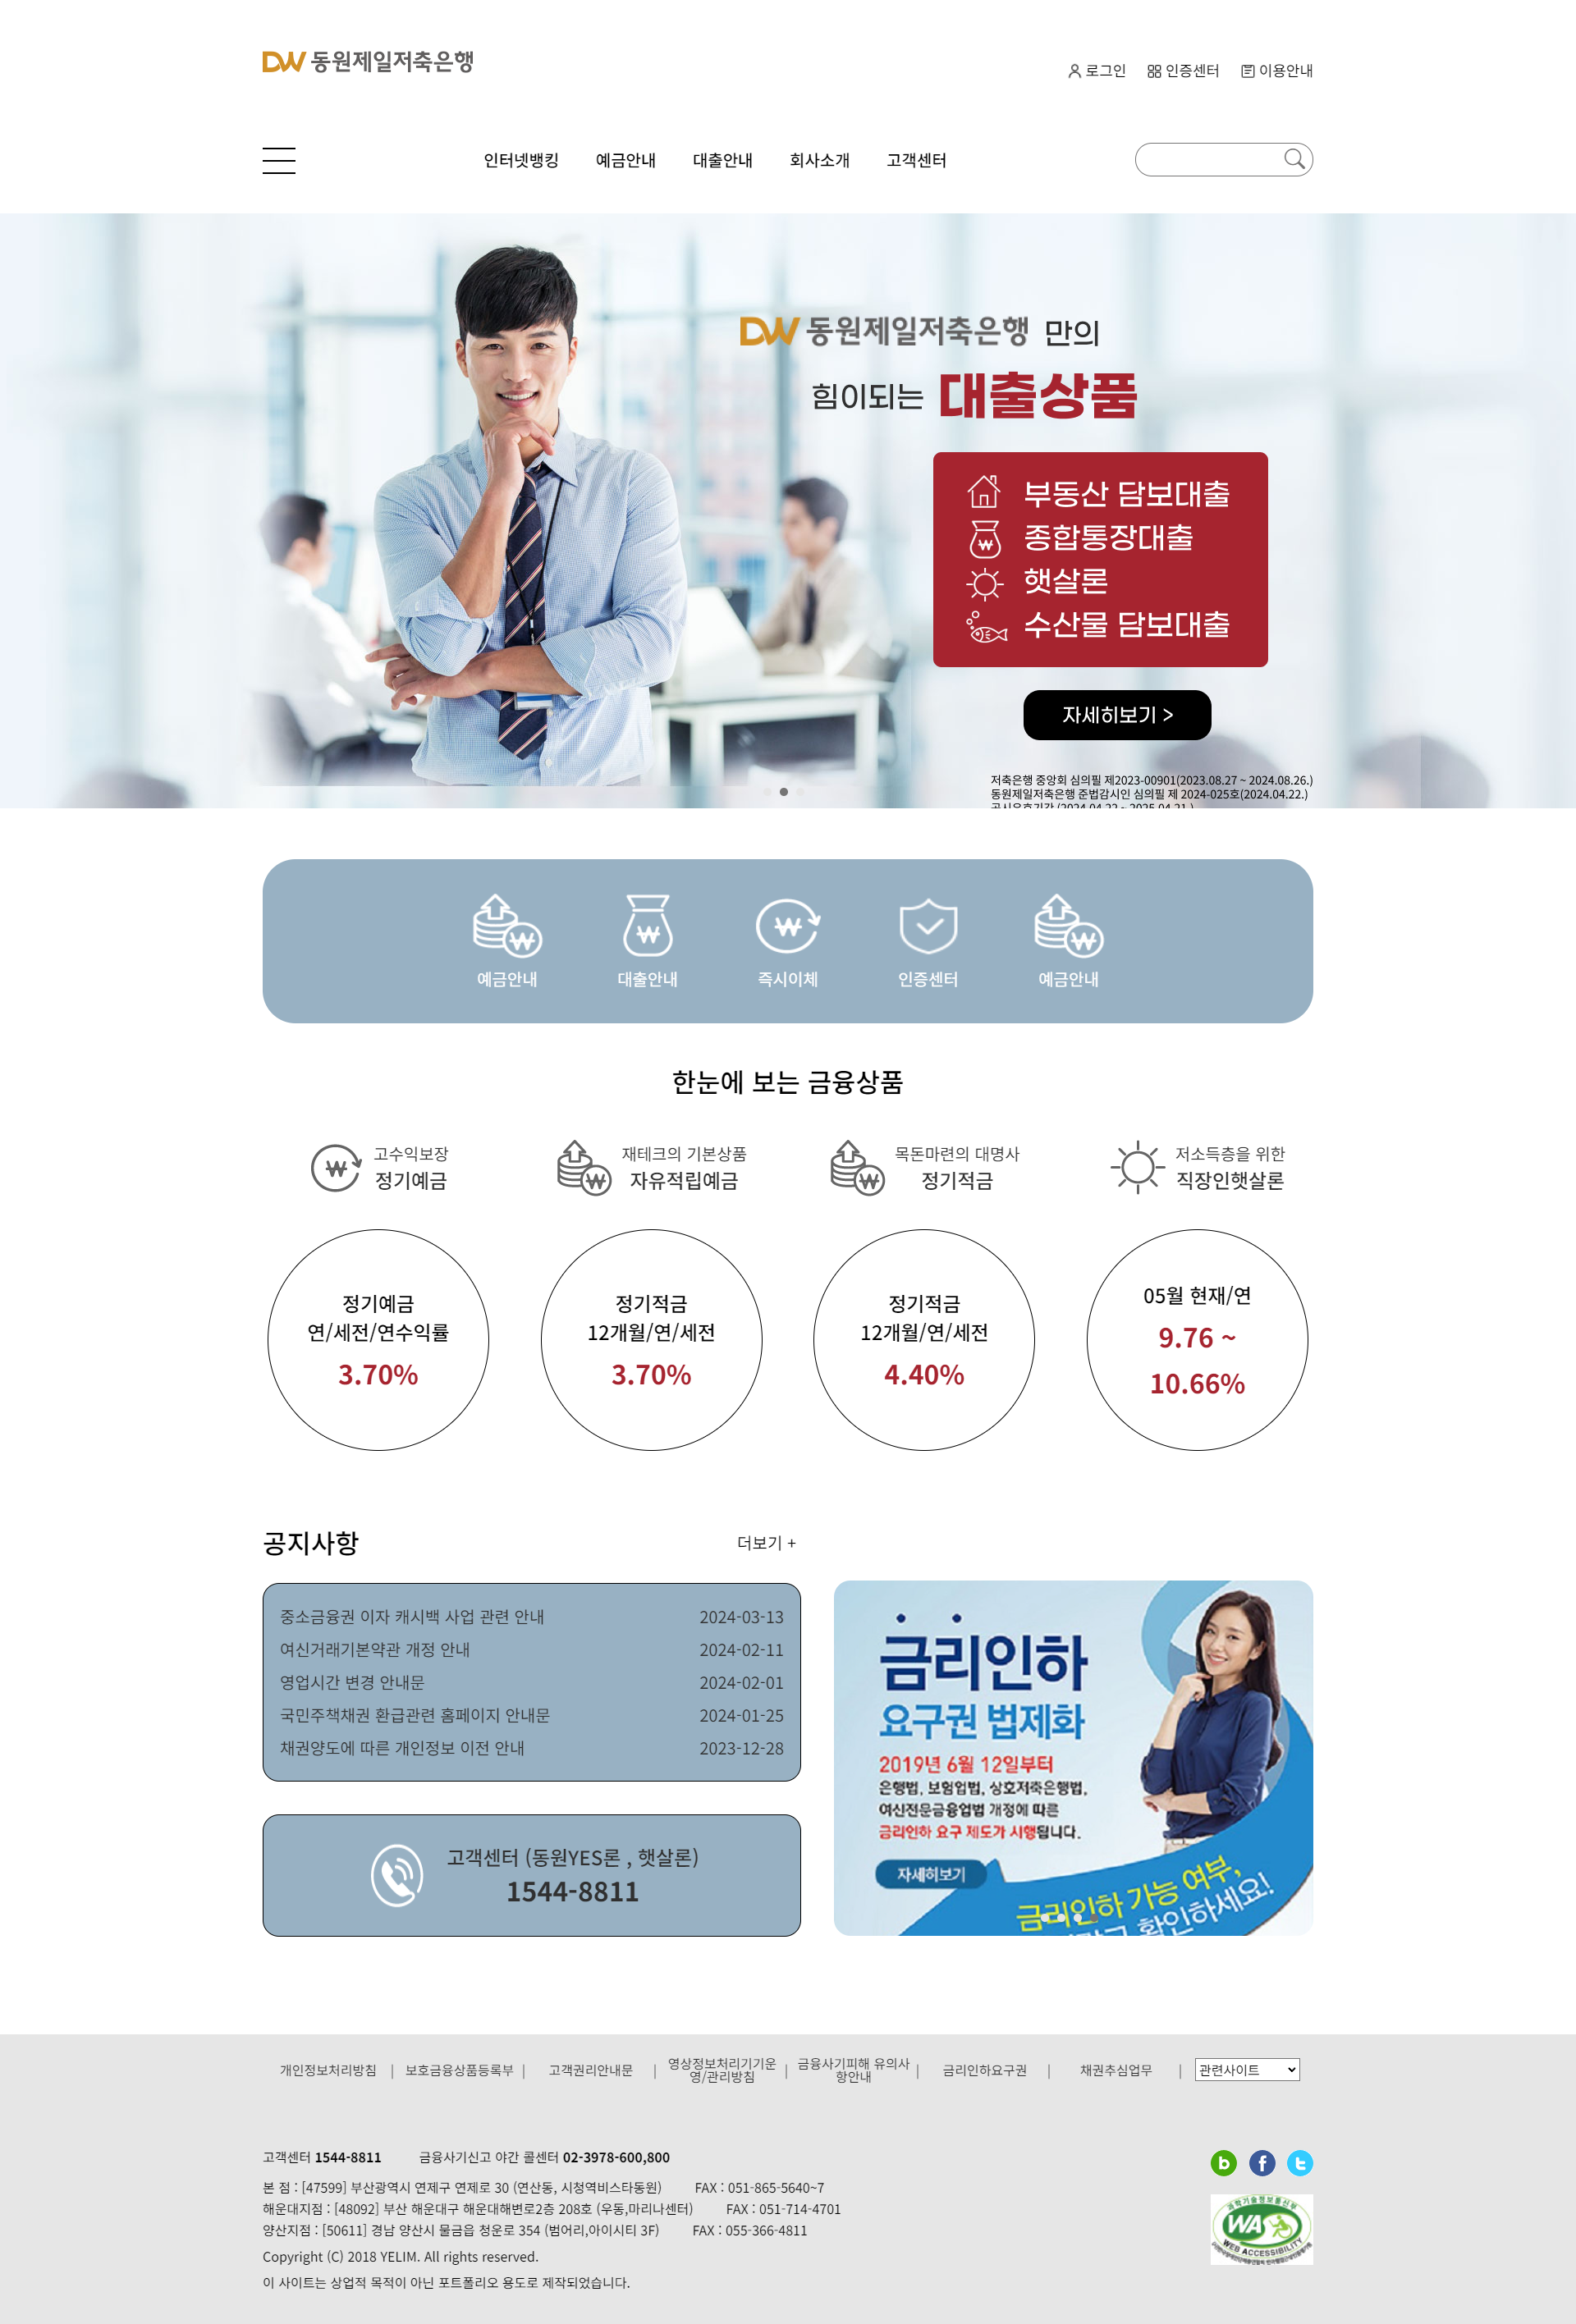 DW 동원제일저축은행
로그인 인증센터 이용안내
인터넷뱅킹 예금안내 대출안내 회사소개 고객센터
DW 동원제일저축은행 만의
힘이되는 대출상품
부동산 담보대출
종합통장대출
햇살론
수산물 담보대출
자세히보기 >
저축은행 중앙회 심의필 제2023-00901(2023.08.27 ~ 2024.08.26.)
동원제일저축은행 준법감시인 심의필 제 2024-025호(2024.04.22.)
예금안내 대출안내 즉시이체 인증센터 예금안내
한눈에 보는 금융상품
고수익보장
정기예금
재테크의 기본상품
자유적립예금
목돈마련의 대명사
정기적금
저소득층을 위한
직장인햇살론
정기예금
연/세전/연수익률
3.70%
정기적금
12개월/연/세전
3.70%
정기적금
12개월/연/세전
4.40%
05월 현재/연
9.76 ~
10.66%
공지사항 더보기 +
중소금융권 이자 캐시백 사업 관련 안내 2024-03-13
여신거래기본약관 개정 안내 2024-02-11
영업시간 변경 안내문 2024-02-01
국민주책채권 환급관련 홈페이지 안내문 2024-01-25
채권양도에 따른 개인정보 이전 안내 2023-12-28
고객센터 (동원YES론 , 햇살론)
1544-8811
금리인하
요구권 법제화
2019년 6월 12일부터
은행법, 보험업법, 상호저축은행법,
여신전문금융업법 개정에 따른
금리인하 요구 제도가 시행됩니다.
자세히보기
금리인하 가능 여부,
확인하세요!
개인정보처리방침 | 보호금융상품등록부 | 고객권리안내문 | 영상정보처리기기운영/관리방침 | 금융사기피해 유의사항안내 | 금리인하요구권 | 채권추심업무 | 관련사이트
고객센터 1544-8811 금융사기신고 야간 콜센터 02-3978-600,800
본 점 : [47599] 부산광역시 연제구 연제로 30 (연산동, 시청역비스타동원) FAX : 051-865-5640~7
해운대지점 : [48092] 부산 해운대구 해운대해변로2층 208호 (우동,마리나센터) FAX : 051-714-4701
양산지점 : [50611] 경남 양산시 물금읍 청운로 354 (범어리,아이시티 3F) FAX : 055-366-4811
Copyright (C) 2018 YELIM. All rights reserved.
이 사이트는 상업적 목적이 아닌 포트폴리오 용도로 제작되었습니다.
과학기술정보통신부
WA
WEB ACCESSIBILITY